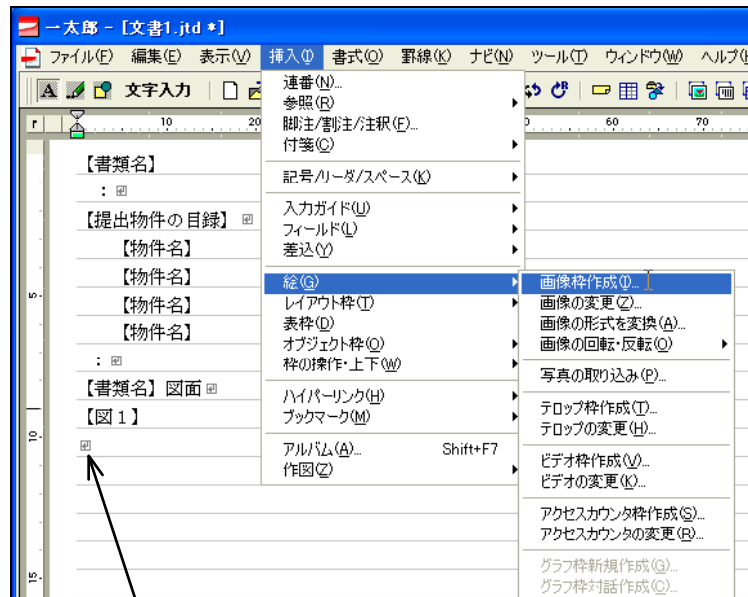 一太郎 - [文書1.jtd *]
ファイル(F) 編集(E) 表示(V) 挿入(I) 書式(O) 罫線(K) ナビ(N) ツール(T) ウィンドウ(W) ヘルプ(H
A 文字入力
10 20 60 70
【書類名】
:
【提出物件の目録】
【物件名】
【物件名】
【物件名】
【物件名】
:
【書類名】図面
【図1】
5
10
15
連番(N)...
参照(R)
脚注/割注/注釈(F)...
付箋(C)
記号/リーダ/スペース(K)
入力ガイド(U)
フィールド(L)
差込(Y)
絵(G)
レイアウト枠(T)
表枠(D)
オブジェクト枠(O)
枠の操作・上下(W)
ハイパーリンク(H)
ブックマーク(M)
アルバム(A)... Shift+F7
作図(Z)
画像枠作成(I)...
画像の変更(Z)...
画像の形式を変換(A)...
画像の回転・反転(O)
写真の取り込み(P)...
テロップ枠作成(T)...
テロップの変更(H)...
ビデオ枠作成(V)...
ビデオの変更(K)...
アクセスカウンタ枠作成(S)...
アクセスカウンタの変更(R)...
グラフ枠新規作成(G)...
グラフ枠対話作成(C)...